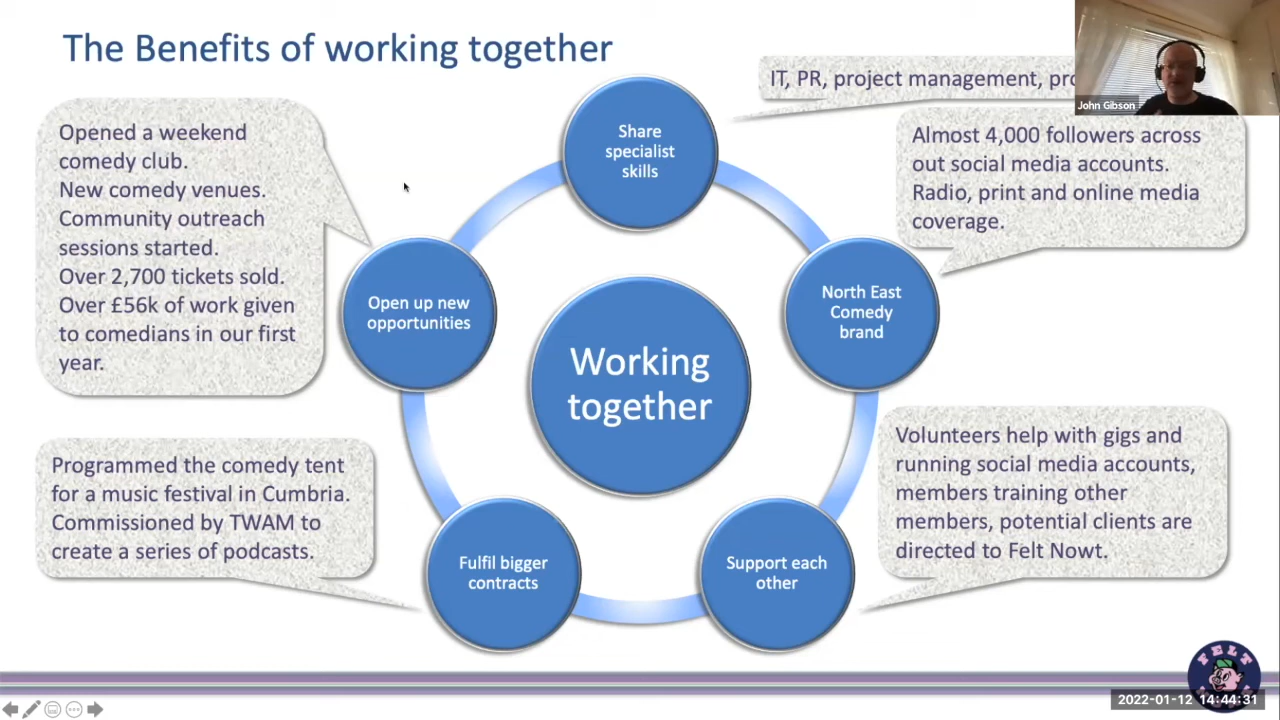 The Benefits of working together
IT, PR, project management,
John Gibson
Share
specialist
skills
Opened a weekend
comedy club.
New comedy venues.
Community outreach
sessions started.
Over 2,700 tickets sold.
Over £56k of work given
to comedians in our first
year.
Almost 4,000 followers across
out social media accounts.
Radio, print and online media
coverage.
Open up new
opportunities
North East
Comedy
brand
Working
together
Programmed the comedy tent
for a music festival in Cumbria.
Commissioned by TWAM to
create a series of podcasts.
Volunteers help with gigs and
running social media accounts,
members training other
members, potential clients are
directed to Felt Nowt.
Fulfil bigger
contracts
Support each
other
FELT
2022-01-12 14:44:31